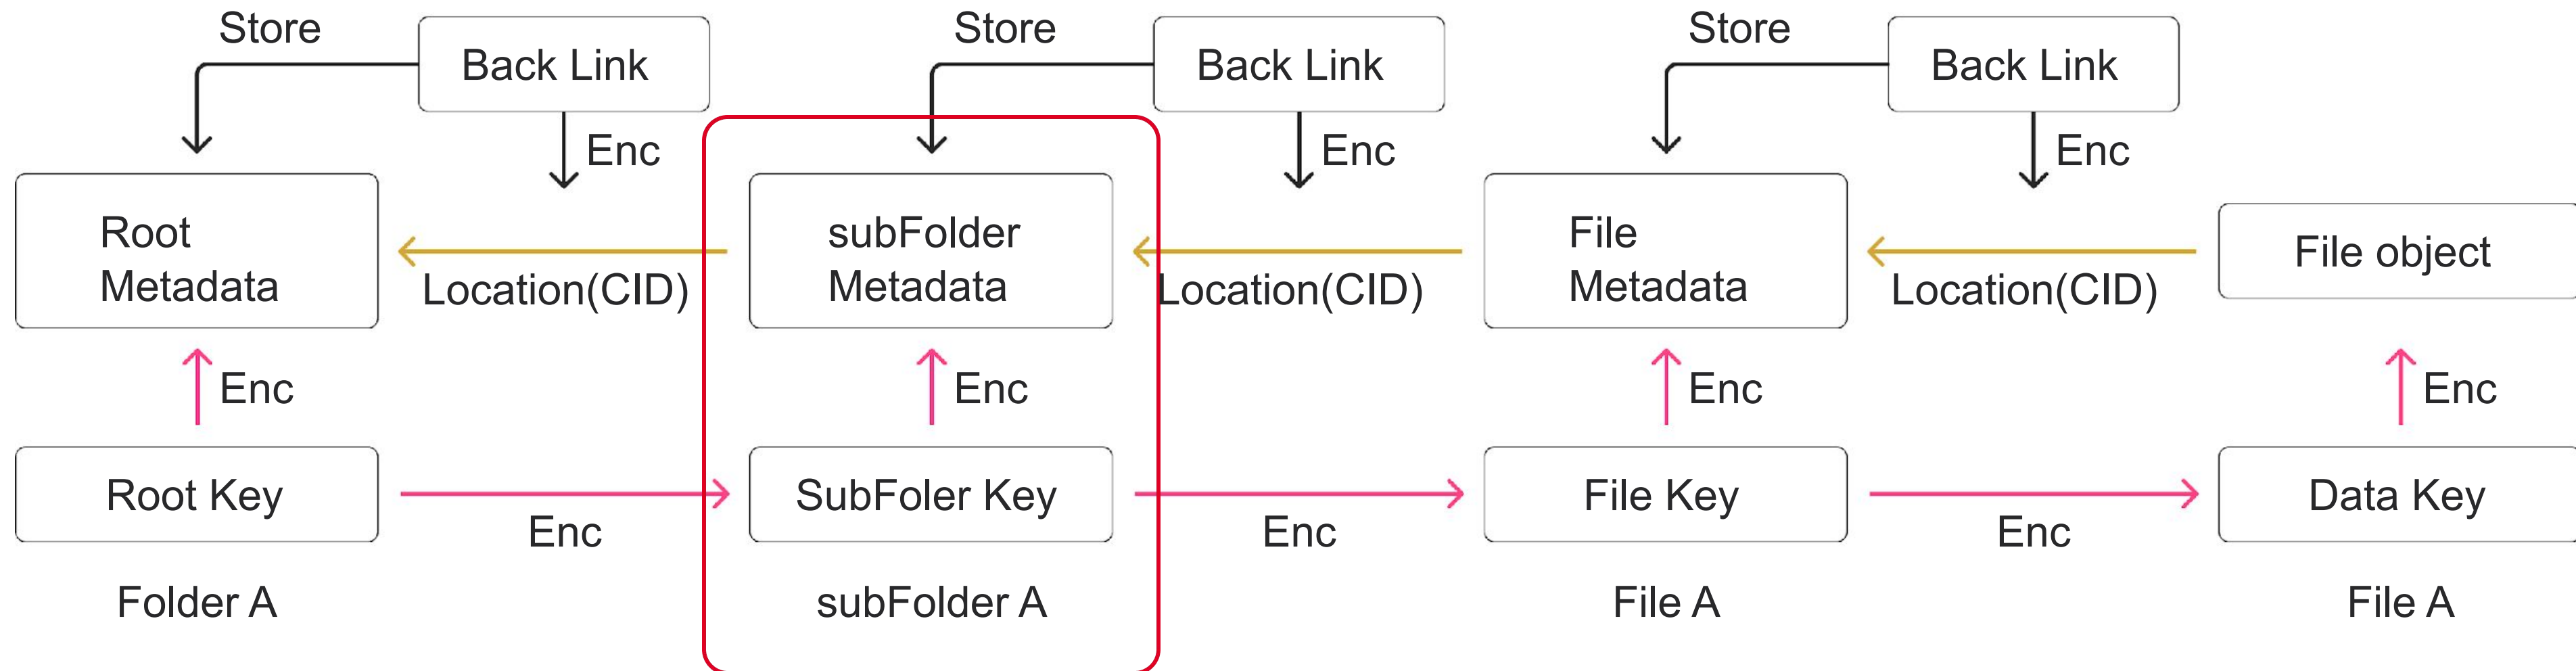 Store
Back Link
Store
Back Link
Store
Back Link
Enc
Enc
Enc
Root
Metadata
Location(CID)
subFolder
Metadata
Location(CID)
File
Metadata
Location(CID)
File object
Enc
Enc
Enc
Enc
Root Key
Enc
SubFoler Key
Enc
File Key
Enc
Data Key
Folder A
subFolder A
File A
File A